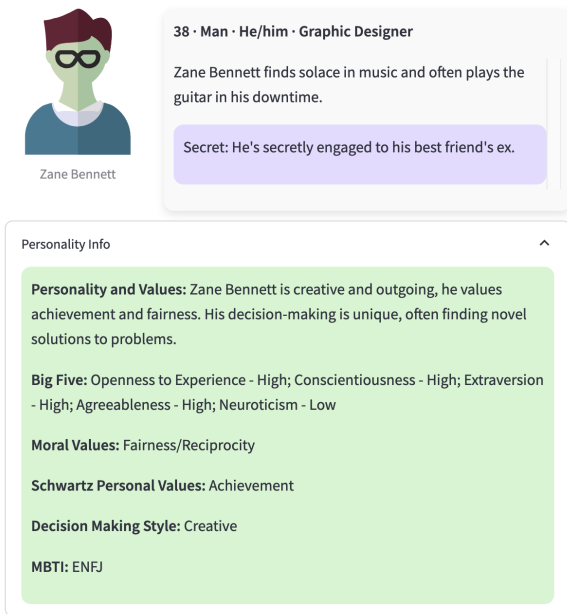 38 · Man · He/him · Graphic Designer
Zane Bennett finds solace in music and often plays the
guitar in his downtime.
Secret: He's secretly engaged to his best friend's ex.
Zane Bennett
Personality Info
Personality and Values: Zane Bennett is creative and outgoing, he values
achievement and fairness. His decision-making is unique, often finding novel
solutions to problems.
Big Five: Openness to Experience - High; Conscientiousness - High; Extraversion
- High; Agreeableness - High; Neuroticism - Low
Moral Values: Fairness/Reciprocity
Schwartz Personal Values: Achievement
Decision Making Style: Creative
MBTI: ENFJ